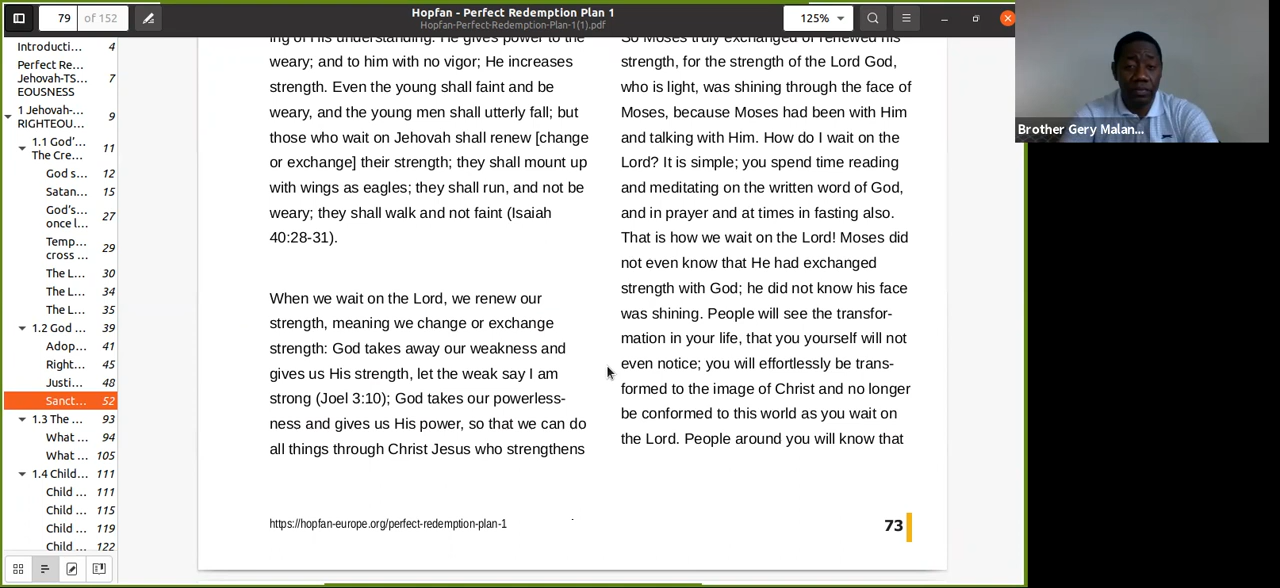 79 of 152
Hopfan - Perfect Redemption Plan 1
Hopfan-Perfect-Redemption-Plan-1(1).pdf
125%
Introducti... 4
Perfect Re...
Jehovah-TS... 7
EOUSNESS
1 Jehovah-... 9
RIGHTEOU...
1.1 God'... 11
The Cre...
God s... 12
Satan... 15
God's... 27
once l...
Temp... 29
cross ...
The L... 30
The L... 34
The L... 35
1.2 God ... 39
Adop... 41
Right... 45
Justi... 48
Sanct... 52
1.3 The ... 93
What ... 94
What ... 105
1.4 Child... 111
Child ... 111
Child ... 115
Child ... 119
Child ... 122
ing of His understanding. He gives power to the
weary; and to him with no vigor; He increases
strength. Even the young shall faint and be
weary, and the young men shall utterly fall; but
those who wait on Jehovah shall renew [change
or exchange] their strength; they shall mount up
with wings as eagles; they shall run, and not be
weary; they shall walk and not faint (Isaiah
40:28-31).
When we wait on the Lord, we renew our
strength, meaning we change or exchange
strength: God takes away our weakness and
gives us His strength, let the weak say I am
strong (Joel 3:10); God takes our powerless-
ness and gives us His power, so that we can do
all things through Christ Jesus who strengthens
So Moses truly exchanged or renewed his
strength, for the strength of the Lord God,
who is light, was shining through the face of
Moses, because Moses had been with Him
and talking with Him. How do I wait on the
Lord? It is simple; you spend time reading
and meditating on the written word of God,
and in prayer and at times in fasting also.
That is how we wait on the Lord! Moses did
not even know that He had exchanged
strength with God; he did not know his face
was shining. People will see the transfor-
mation in your life, that you yourself will not
even notice; you will effortlessly be trans-
formed to the image of Christ and no longer
be conformed to this world as you wait on
the Lord. People around you will know that
https://hopfan-europe.org/perfect-redemption-plan-1
73
Brother Gery Malan...